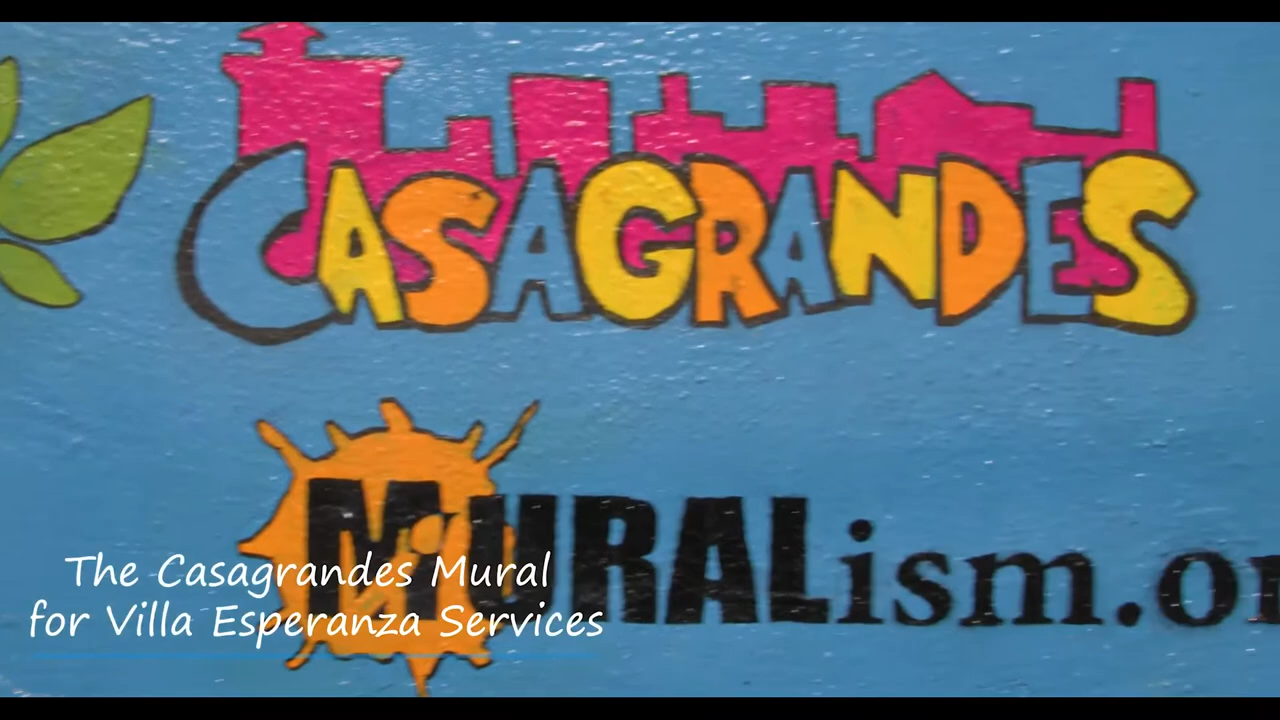 CASAGRANDES
MURALism.or
The Casagrandes Mural
for Villa Esperanza Services